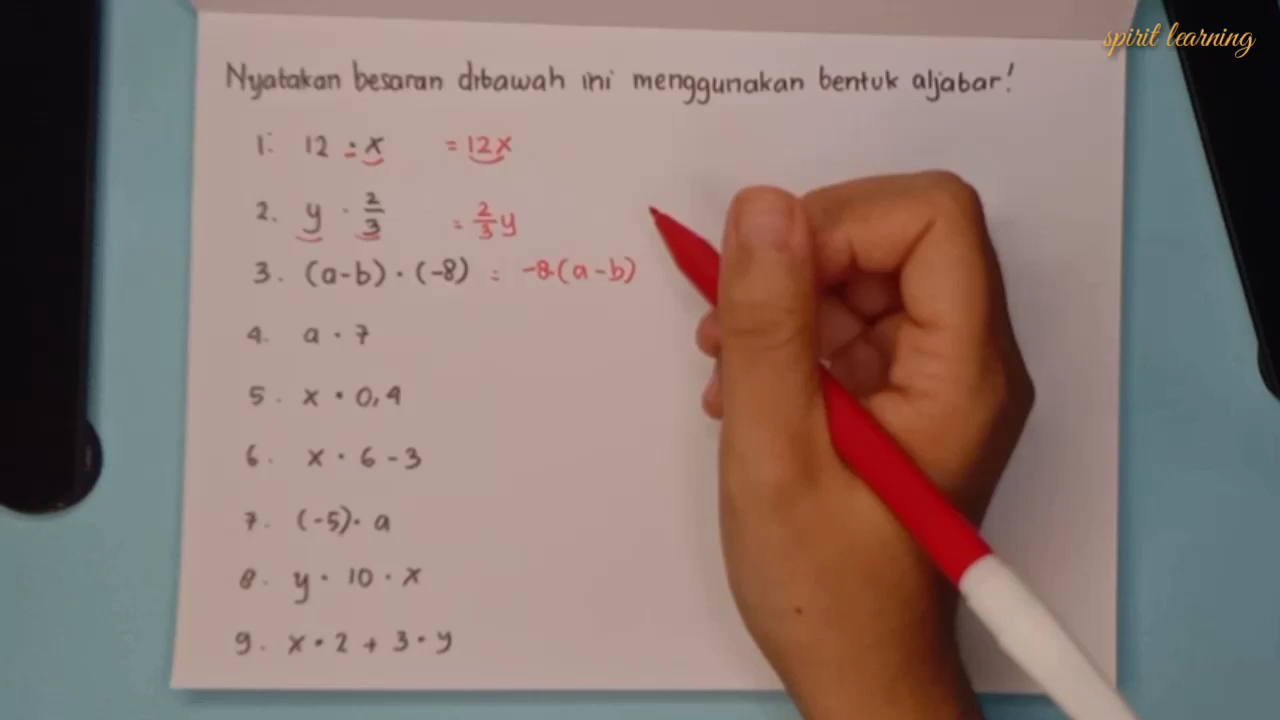 spirit learning
Nyatakan besaran dibawah ini menggunakan bentuk aljabar!
1. 12 · x = 12x
2. y · 2/3 = 2/3 y
3. (a-b) · (-8) = -8(a-b)
4. a · 7
5. x · 0,4
6. x · 6 - 3
7. (-5) · a
8. y · 10 · x
9. x · 2 + 3 · y